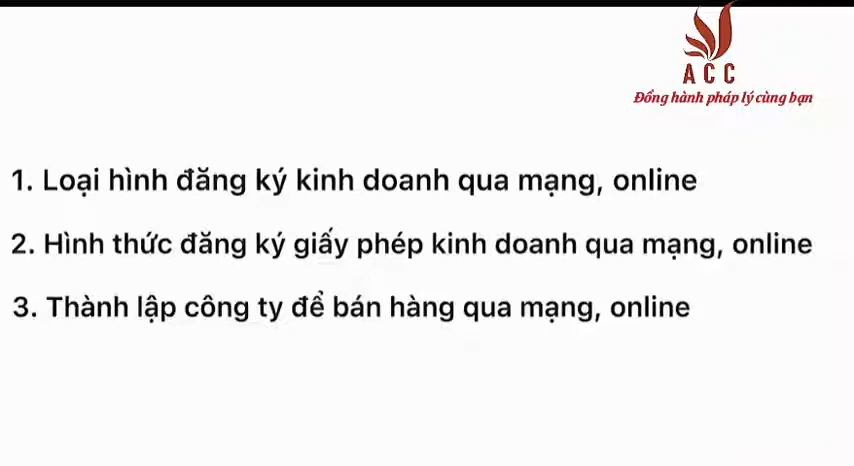 ACC
Đồng hành pháp lý cùng bạn
1. Loại hình đăng ký kinh doanh qua mạng, online
2. Hình thức đăng ký giấy phép kinh doanh qua mạng, online
3. Thành lập công ty để bán hàng qua mạng, online